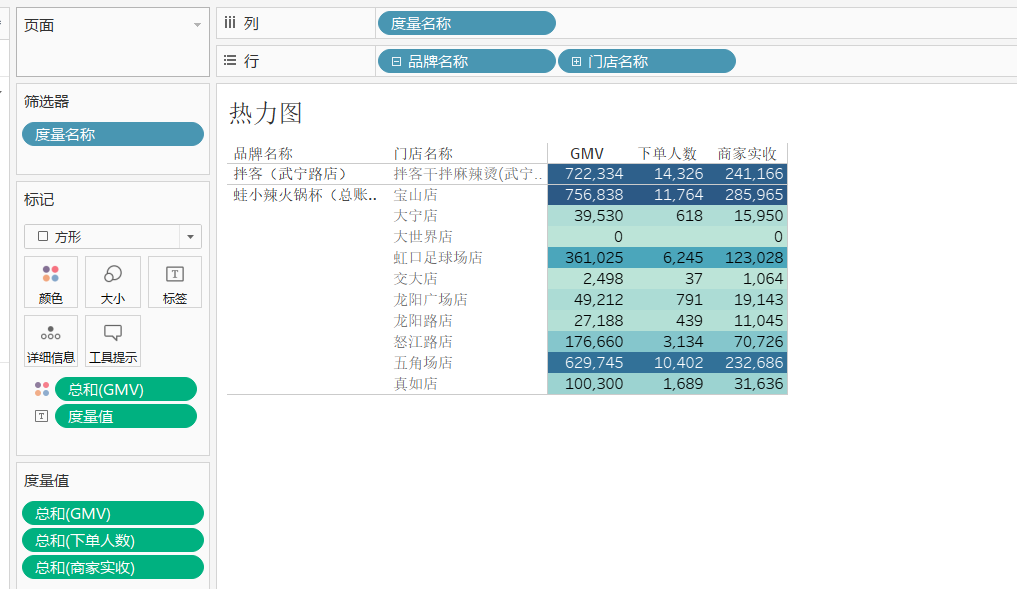 页面
iii 列
度量名称
行
品牌名称
门店名称
筛选器
度量名称
标记
方形
颜色
大小
标签
详细信息
工具提示
总和(GMV)
度量值
度量值
总和(GMV)
总和(下单人数)
总和(商家实收)
热力图
品牌名称 门店名称 GMV 下单人数 商家实收
拌客（武宁路店） 拌客干拌麻辣烫(武宁.. 722,334 14,326 241,166
蛙小辣火锅杯（总账.. 宝山店 756,838 11,764 285,965
大宁店 39,530 618 15,950
大世界店 0 0
虹口足球场店 361,025 6,245 123,028
交大店 2,498 37 1,064
龙阳广场店 49,212 791 19,143
龙阳路店 27,188 439 11,045
怒江路店 176,660 3,134 70,726
五角场店 629,745 10,402 232,686
真如店 100,300 1,689 31,636